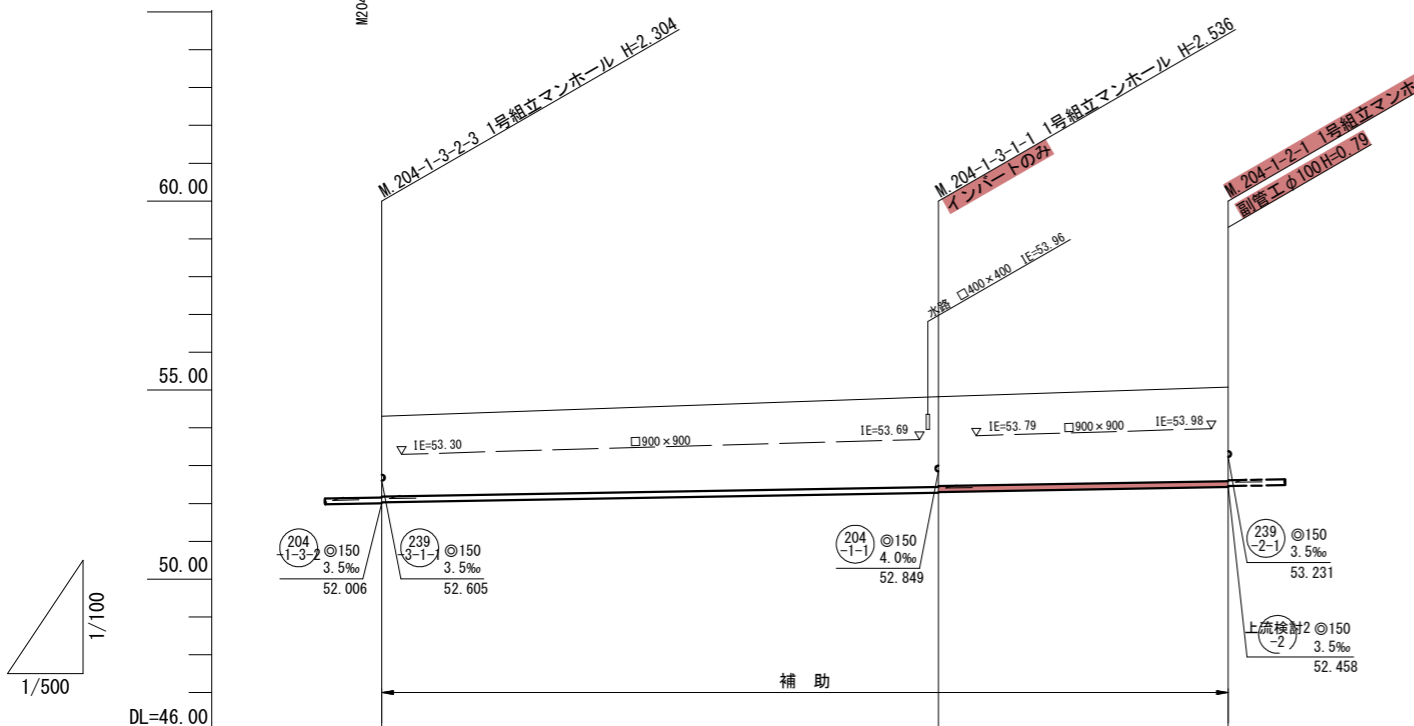 M204
M.204-1-3-2-3 1号組立マンホール H=2.304
M.204-1-3-1-1 1号組立マンホール H=2.536
インバートのみ
M.204-1-2-1 1号組立マンホ
副管工φ100H=0.79
60.00
水路 □400×400 IE=53.96
55.00
IE=53.30
□900×900
IE=53.69
IE=53.79
□900×900
IE=53.98
204
-1-3-2
◎150
3.5‰
52.006
239
-3-1-1
◎150
3.5‰
52.605
204
-1-1
◎150
4.0‰
52.849
239
-2-1
◎150
3.5‰
53.231
50.00
上流検討2
-2
◎150
3.5‰
52.458
1/100
1/500
補 助
DL=46.00